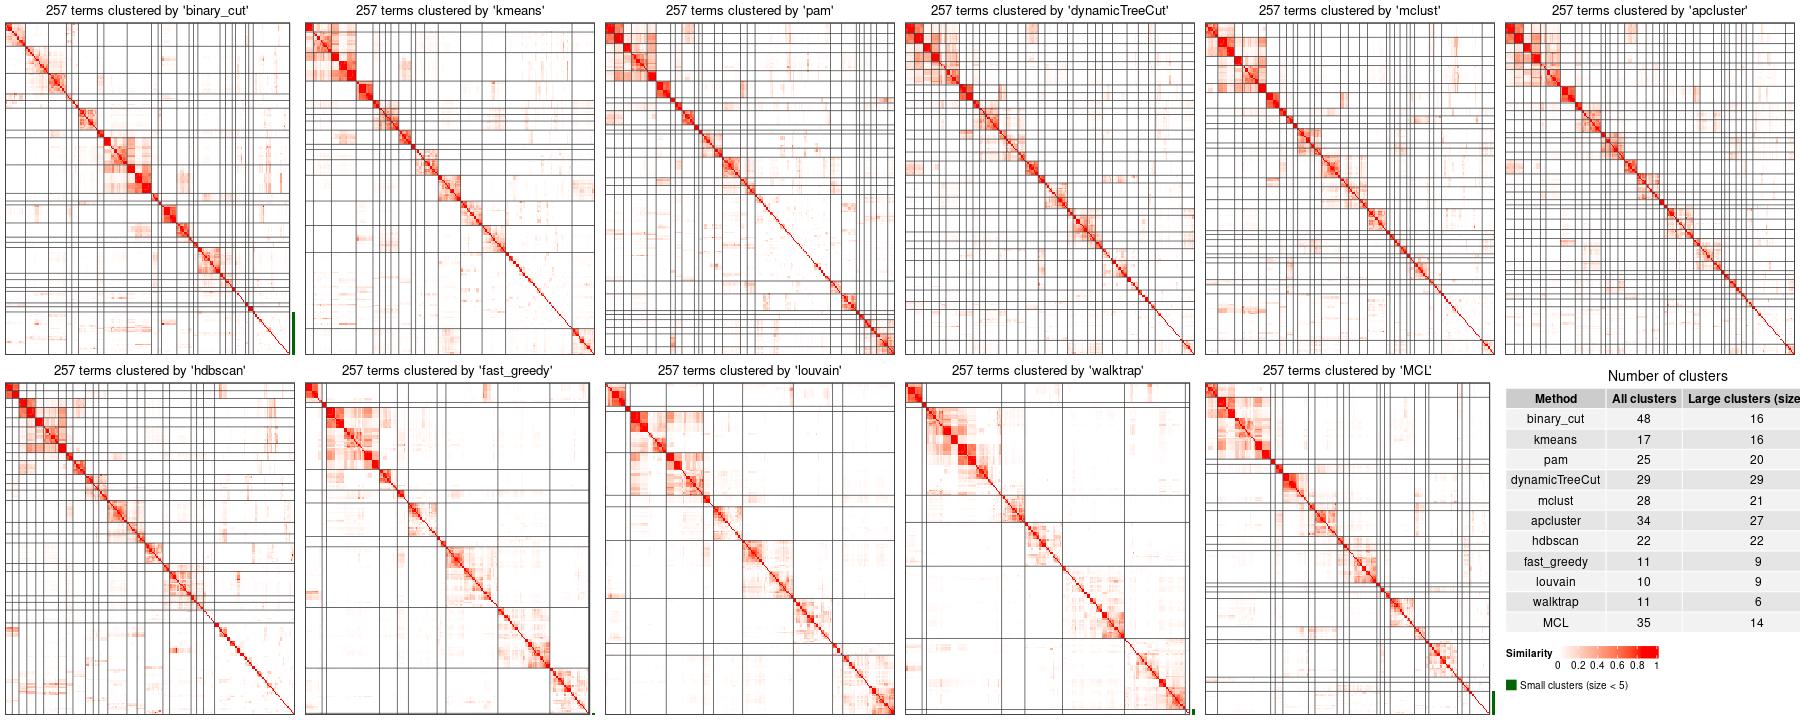 257 terms clustered by 'binary_cut'
257 terms clustered by 'kmeans'
257 terms clustered by 'pam'
257 terms clustered by 'dynamicTreeCut'
257 terms clustered by 'mclust'
257 terms clustered by 'apcluster'
257 terms clustered by 'hdbscan'
257 terms clustered by 'fast_greedy'
257 terms clustered by 'louvain'
257 terms clustered by 'walktrap'
257 terms clustered by 'MCL'
Number of clusters
Method All clusters Large clusters (size
binary_cut 48 16
kmeans 17 16
pam 25 20
dynamicTreeCut 29 29
mclust 28 21
apcluster 34 27
hdbscan 22 22
fast_greedy 11 9
louvain 10 9
walktrap 11 6
MCL 35 14
Similarity
0 0.2 0.4 0.6 0.8 1
Small clusters (size < 5)